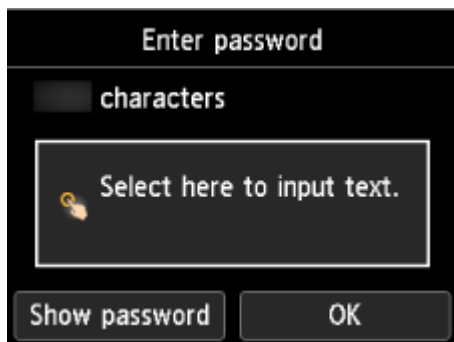 Enter password
characters
Select here to input text.
Show password
OK